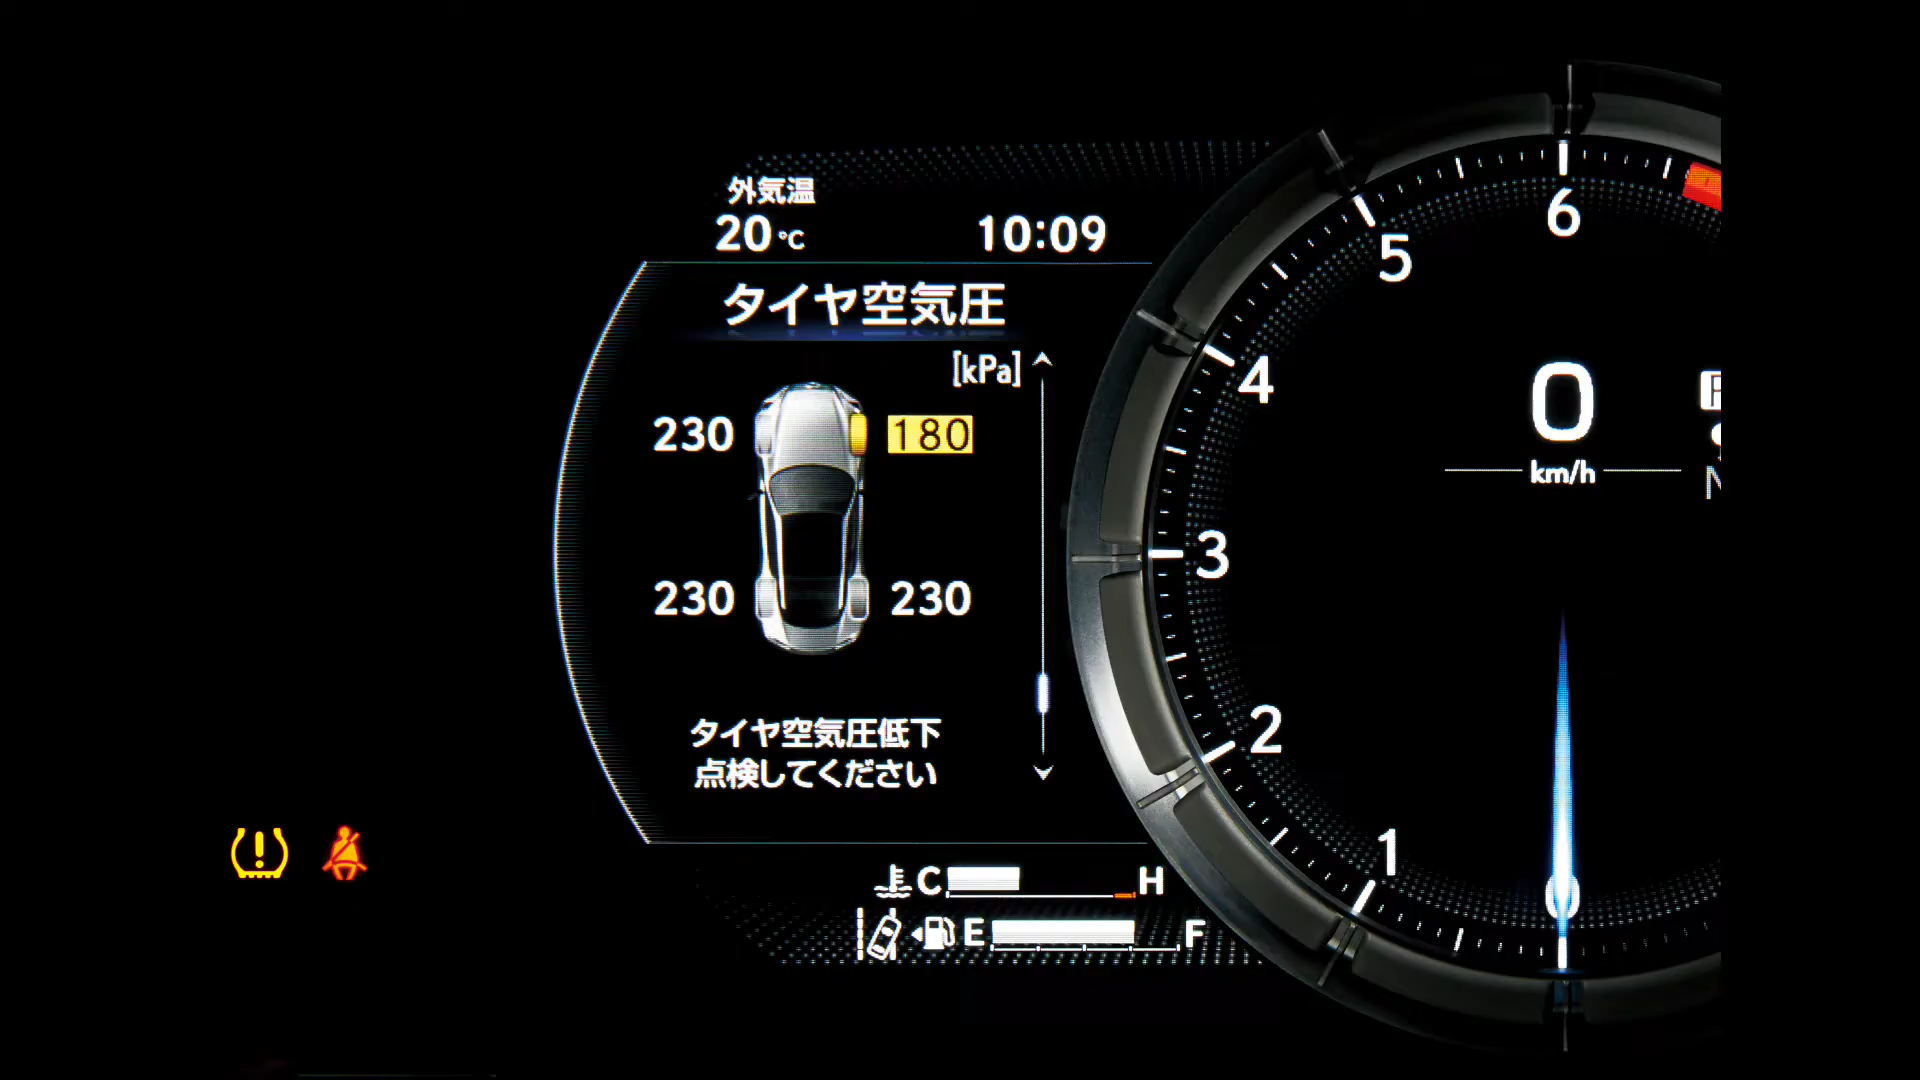 外気温
20℃ 10:09
タイヤ空気圧
[kPa]
230 180
230 230
タイヤ空気圧低下
点検してください
C H
E F
6
5
4
3
2
1
0
km/h
P
N